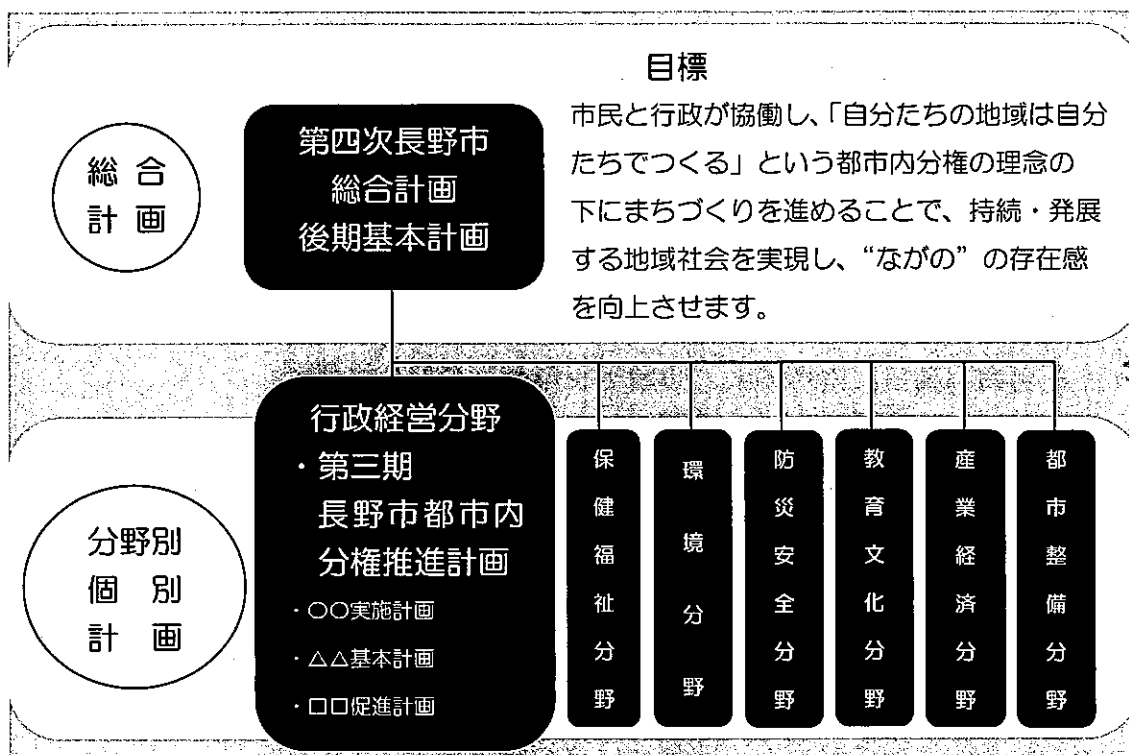 目標
市民と行政が協働し、「自分たちの地域は自分
たちでつくる」という都市内分権の理念の
下にまちづくりを進めることで、持続・発展
する地域社会を実現し、“ながの”の存在感
を向上させます。
総合
計画
第四次長野市
総合計画
後期基本計画
分野別
個別
計画
行政経営分野
・第三期
長野市都市内
分権推進計画
・○○実施計画
・△△基本計画
・□□促進計画
保健福祉分野
環境分野
防災安全分野
教育文化分野
産業経済分野
都市整備分野